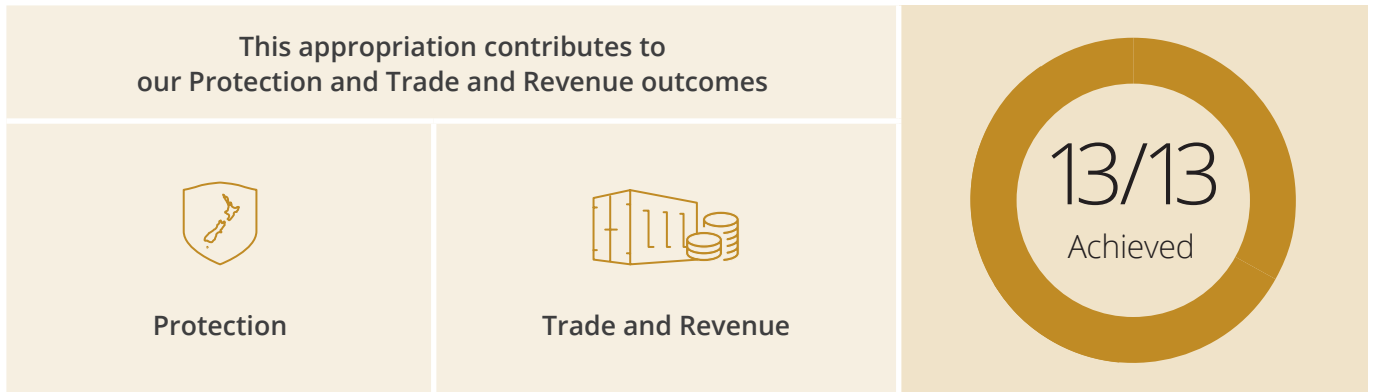 This appropriation contributes to
our Protection and Trade and Revenue outcomes
Protection
Trade and Revenue
13/13
Achieved